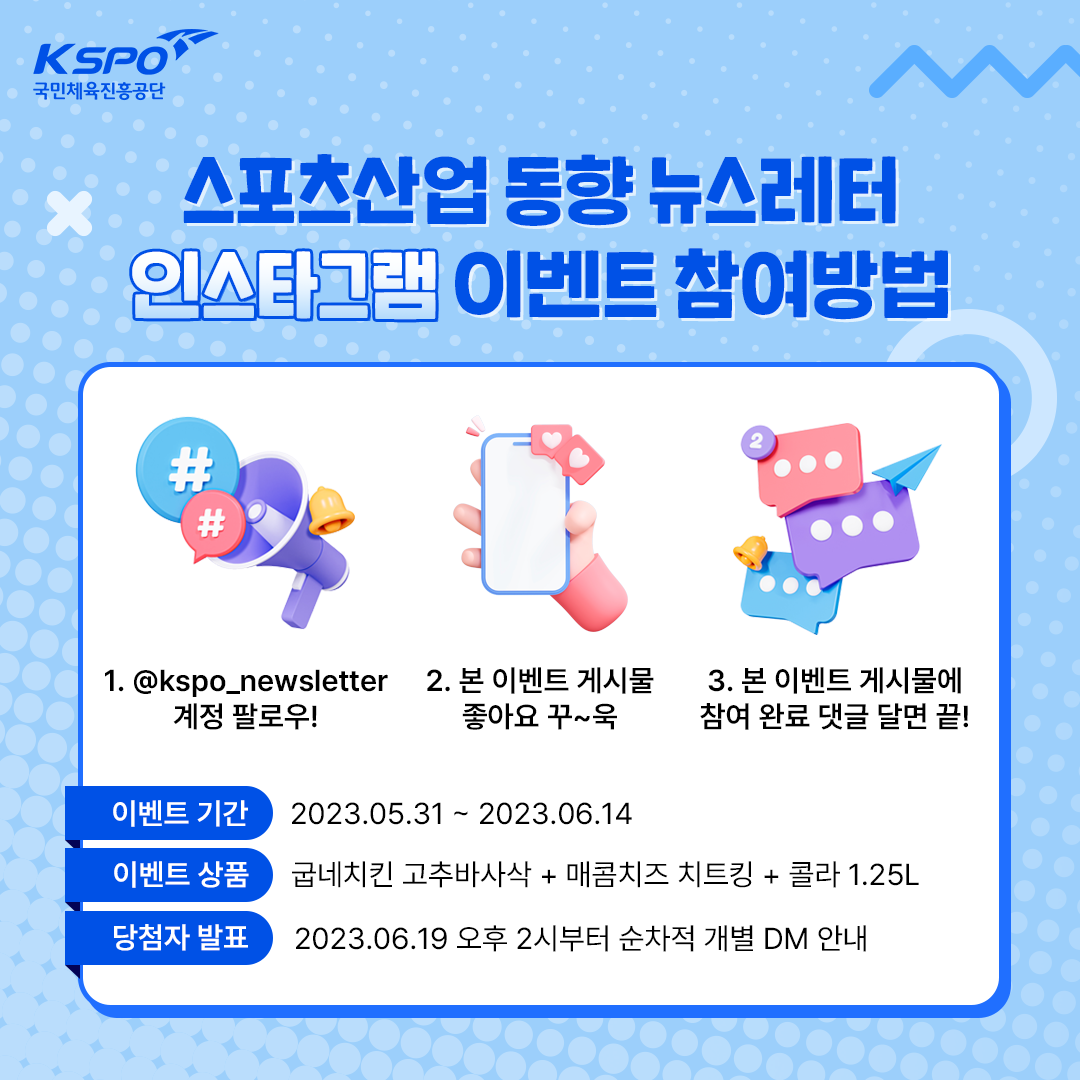 KSPO
국민체육진흥공단
스포츠산업 동향 뉴스레터
인스타그램 이벤트 참여방법
#
#
2
1. @kspo_newsletter
계정 팔로우!
2. 본 이벤트 게시물
좋아요 꾸~욱
3. 본 이벤트 게시물에
참여 완료 댓글 달면 끝!
이벤트 기간 2023.05.31 ~ 2023.06.14
이벤트 상품 굽네치킨 고추바사삭 + 매콤치즈 치트킹 + 콜라 1.25L
당첨자 발표 2023.06.19 오후 2시부터 순차적 개별 DM 안내